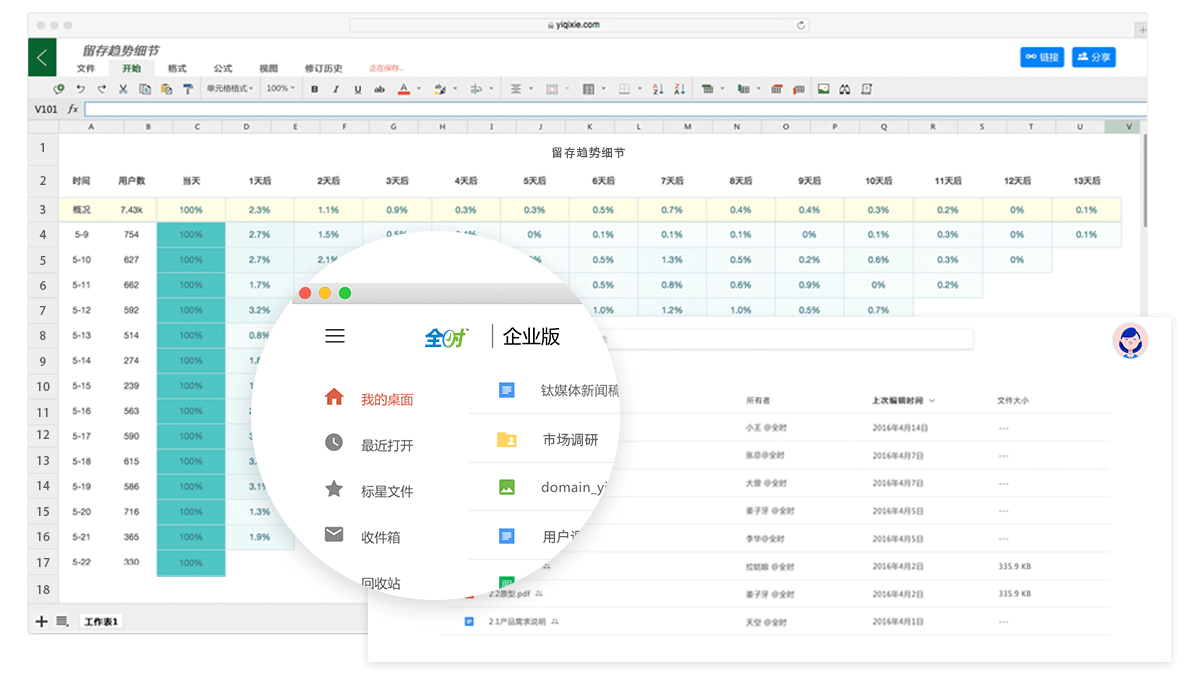 yiqixie.com
留存趋势细节
文件 开始 格式 公式 视图 修订历史 正在保存...
链接 分享
单元格格式 100% B I U ab A
V101 fx
A B C D E F G H I J K L M N O P Q R S T U V
1 留存趋势细节
2 时间 用户数 当天 1天后 2天后 3天后 4天后 5天后 6天后 7天后 8天后 9天后 10天后 11天后 12天后 13天后
3 概况 7.43k 100% 2.3% 1.1% 0.9% 0.3% 0.3% 0.5% 0.7% 0.4% 0.4% 0.3% 0.2% 0% 0.1%
4 5-9 754 100% 2.7% 1.5% 0% 0.1% 0.1% 0.1% 0% 0.1% 0.3% 0% 0.1%
5 5-10 627 100% 2.7% 2.1% 0.5% 1.3% 0.5% 0.2% 0.6% 0.3% 0%
6 5-11 662 100% 1.7% 0.5% 0.8% 0.6% 0.9% 0% 0.2%
7 5-12 592 100% 3.2% 1.0% 1.2% 1.0% 0.5% 0.7%
8 5-13 514 100% 0.8%
9 5-14 274 100%
10 5-15 239 100%
11 5-16 563 100%
12 5-17 590 100%
13 5-18 615 100%
14 5-19 586 100% 3.1%
15 5-20 716 100% 1.3%
16 5-21 365 100% 1.9%
17 5-22 330 100%
18
工作表1
全时 企业版
我的桌面
最近打开
标星文件
收件箱
回收站
钛媒体新闻稿
市场调研
domain_yi
用户
所有者 上次编辑时间 文件大小
小王@全时 2016年4月14日 ---
张总@全时 2016年4月7日 ---
大曾@全时 2016年4月7日 ---
姜子牙@全时 2016年4月5日 ---
李华@全时 2016年4月5日 ---
拉姑娘@全时 2016年4月2日 335.9 KB
2.2原型.pdf 姜子牙@全时 2016年4月2日 335.9 KB
2.1产品需求说明 天空@全时 2016年4月1日 ---